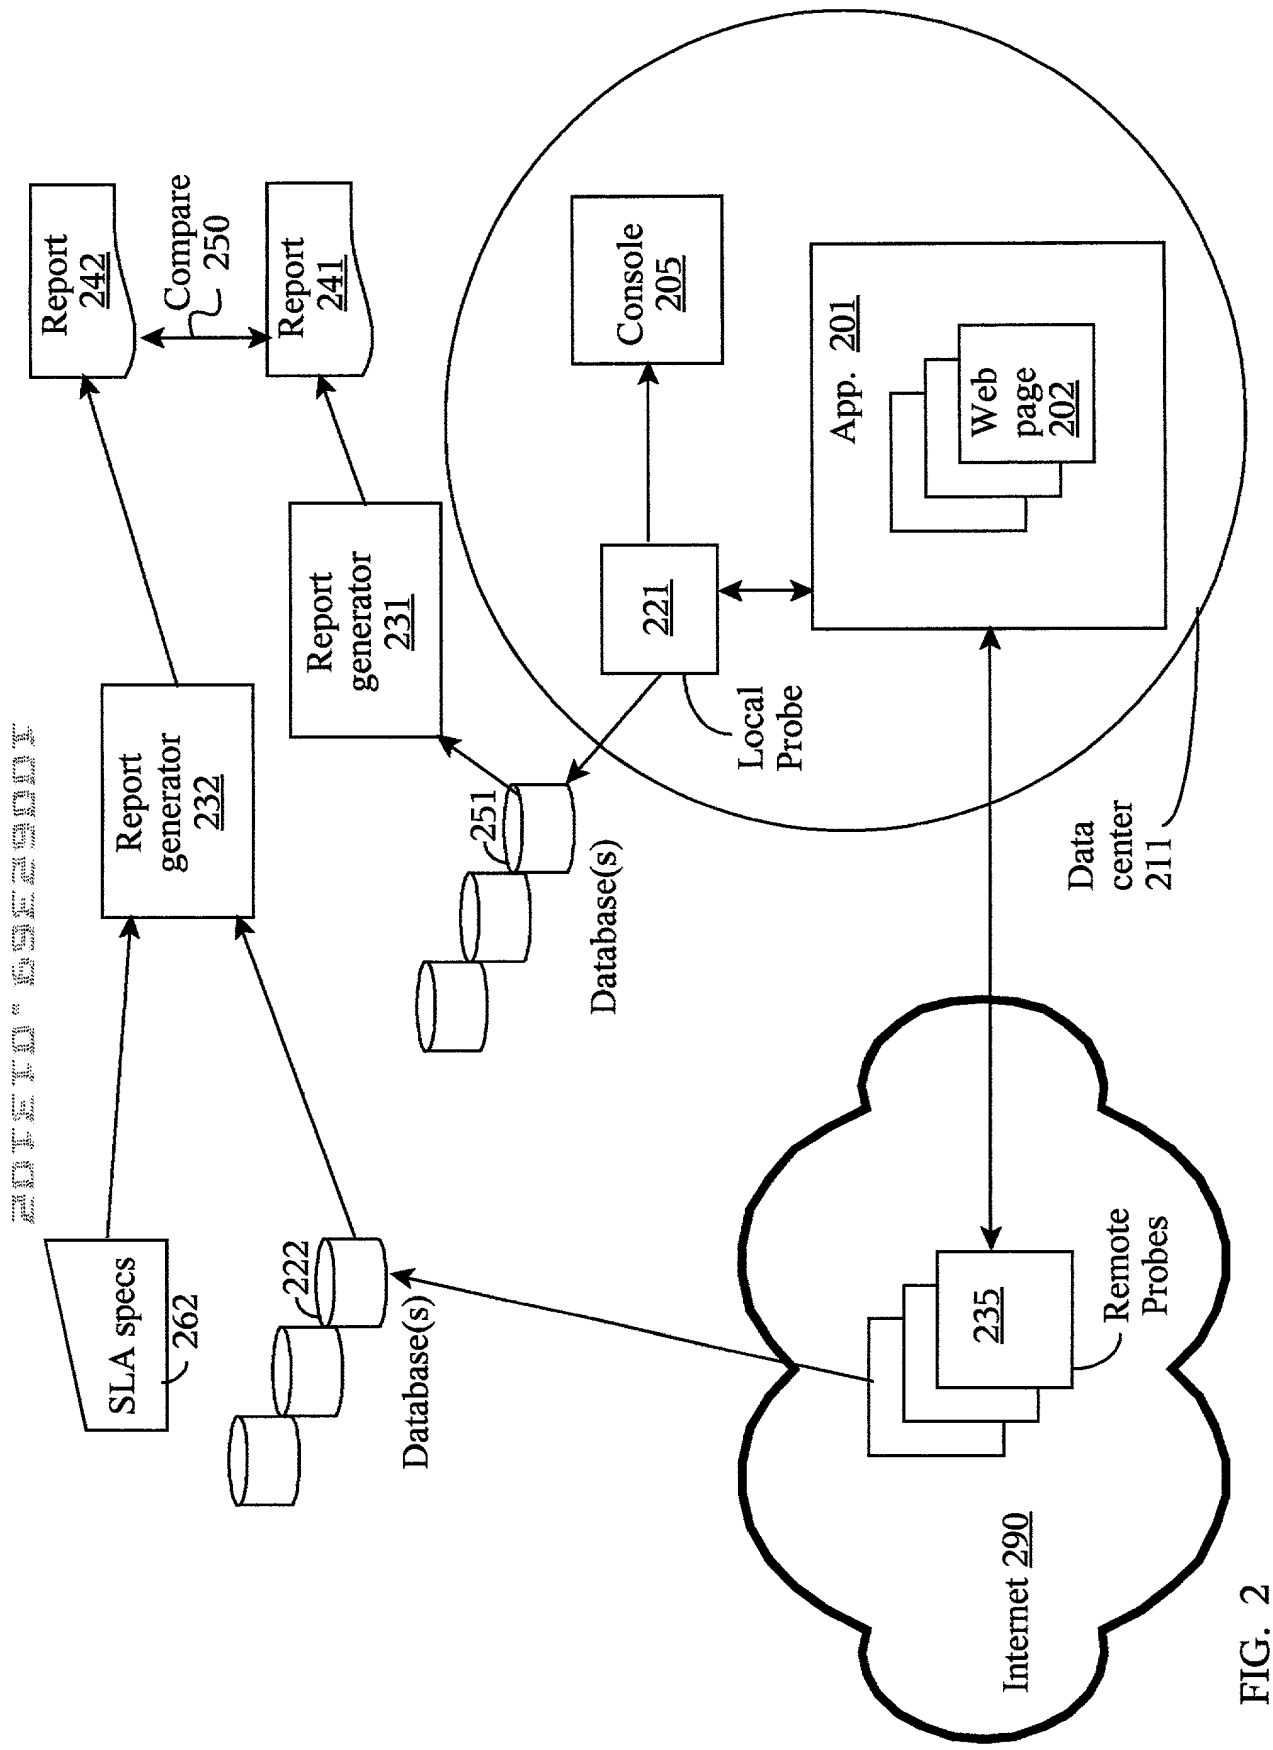 SLA specs
262
Report
generator
232
Report
242
Compare
250
222
Database(s)
Report
generator
231
Report
241
251
Database(s)
Console
205
221
Local
Probe
App. 201
Web
page
202
Data
center
211
235
Remote
Probes
Internet 290
FIG. 2